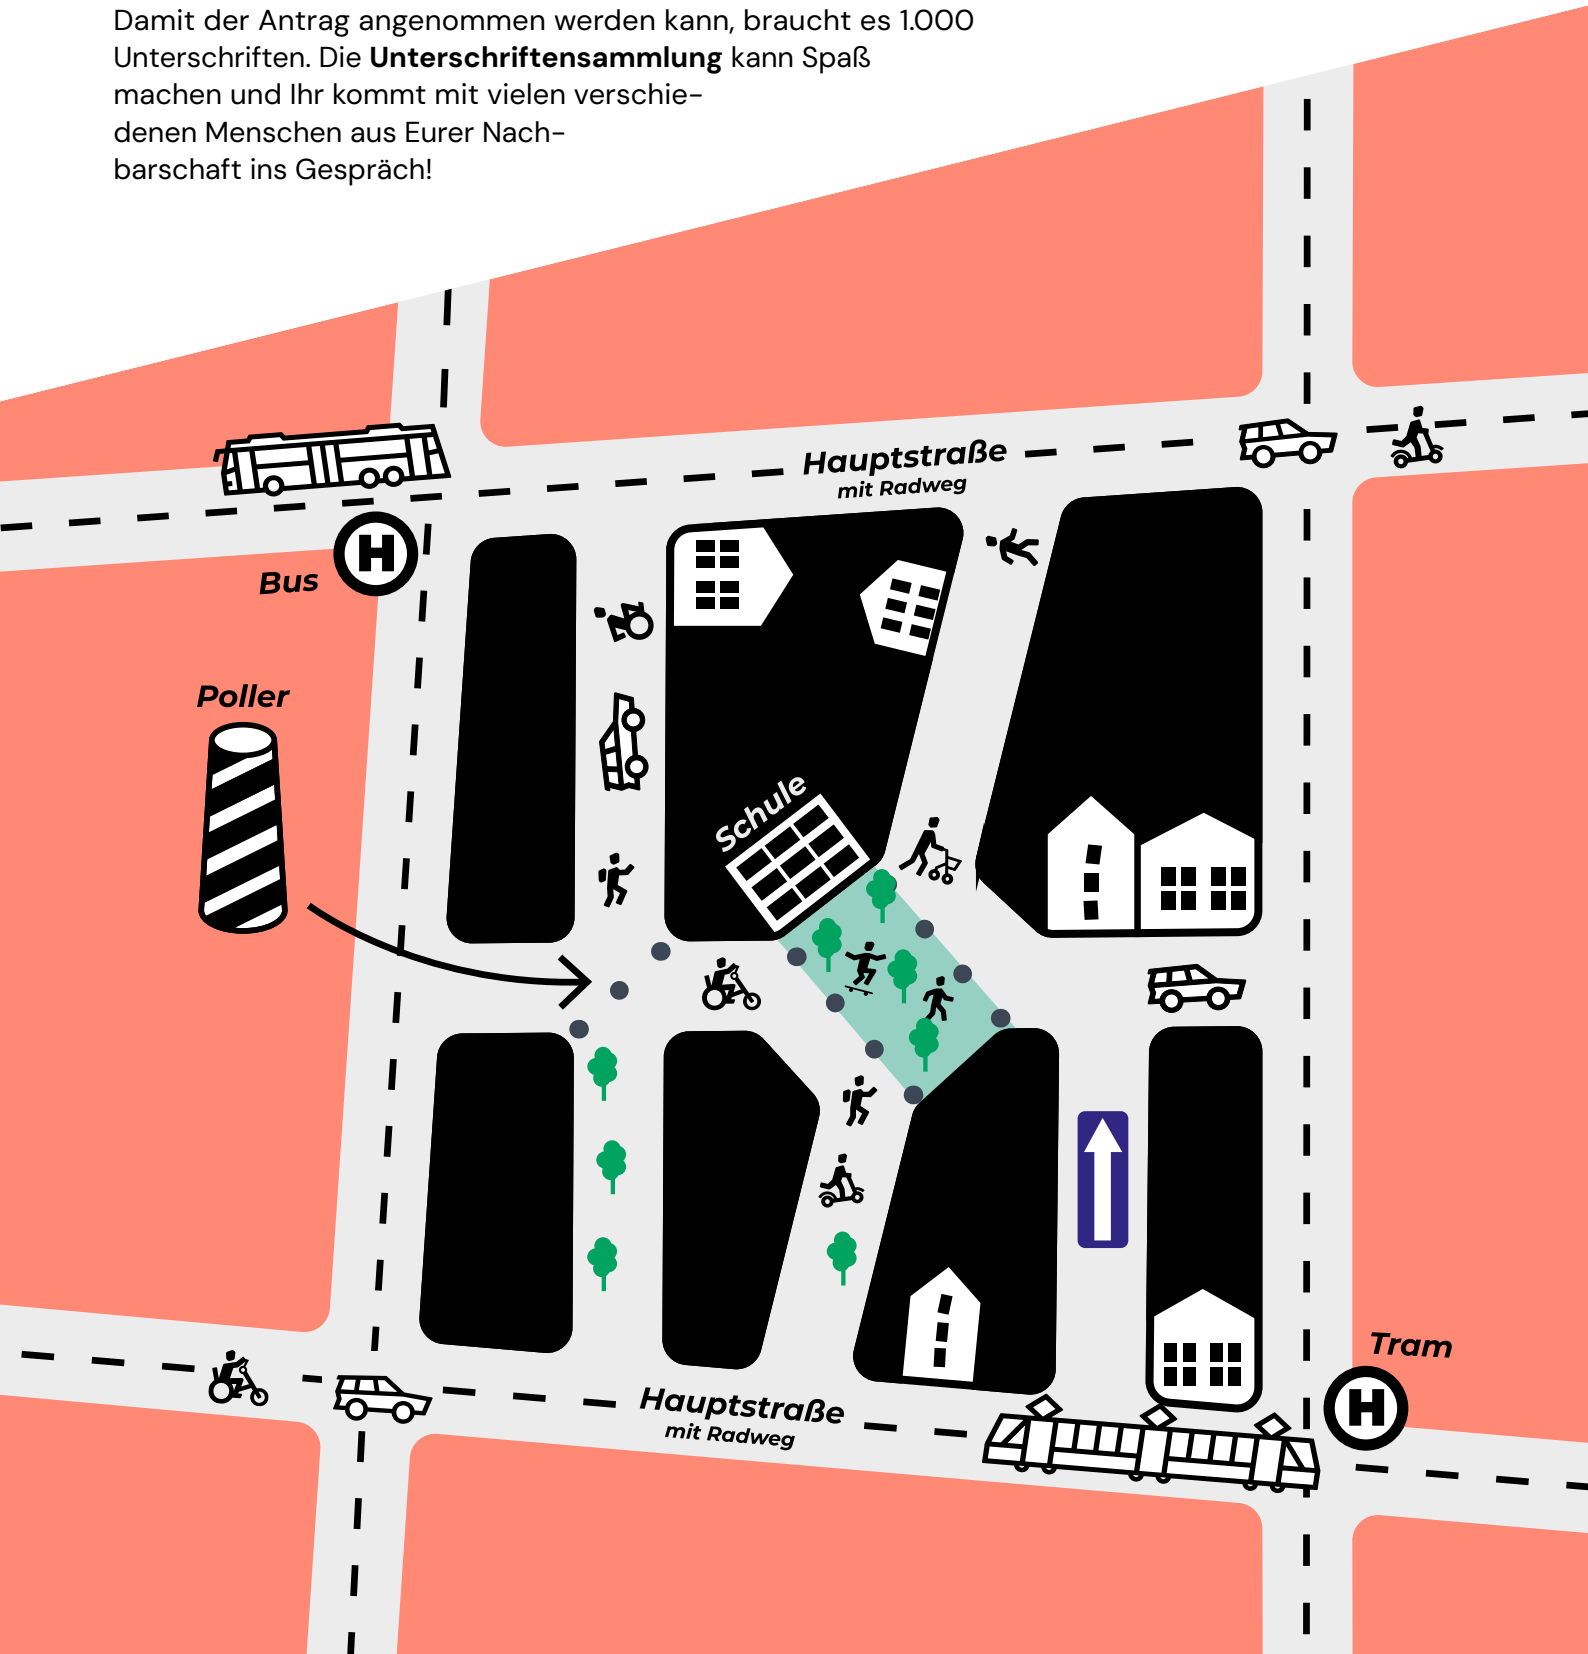 Damit der Antrag angenommen werden kann, braucht es 1.000
Unterschriften. Die Unterschriftensammlung kann Spaß
machen und Ihr kommt mit vielen verschie-
denen Menschen aus Eurer Nach-
barschaft ins Gespräch!
Hauptstraße
mit Radweg
H
Bus
Poller
Schule
Tram
H
Hauptstraße
mit Radweg